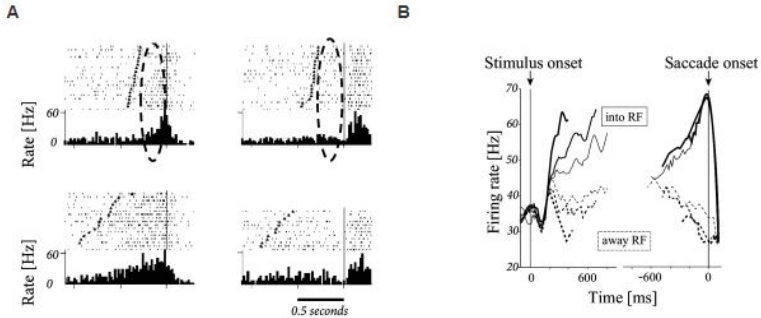 A
60
Rate [Hz]
0
60
Rate [Hz]
0
0.5 seconds
B
Stimulus onset
Saccade onset
70
60
50
40
30
20
Firing rate [Hz]
into RF
away RF
0
600
-600
0
Time [ms]